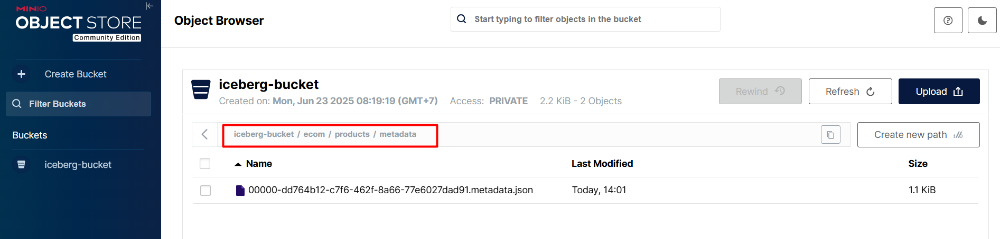 MINIO
OBJECT STORE
Community Edition
Create Bucket
Filter Buckets
Buckets
iceberg-bucket
Object Browser
Start typing to filter objects in the bucket
iceberg-bucket
Created on: Mon, Jun 23 2025 08:19:19 (GMT+7) Access: PRIVATE 2.2 KiB - 2 Objects
Rewind
Refresh
Upload
iceberg-bucket / ecom / products / metadata
Create new path
Name Last Modified Size
00000-dd764b12-c7f6-462f-8a66-77e6027dad91.metadata.json Today, 14:01 1.1 KiB